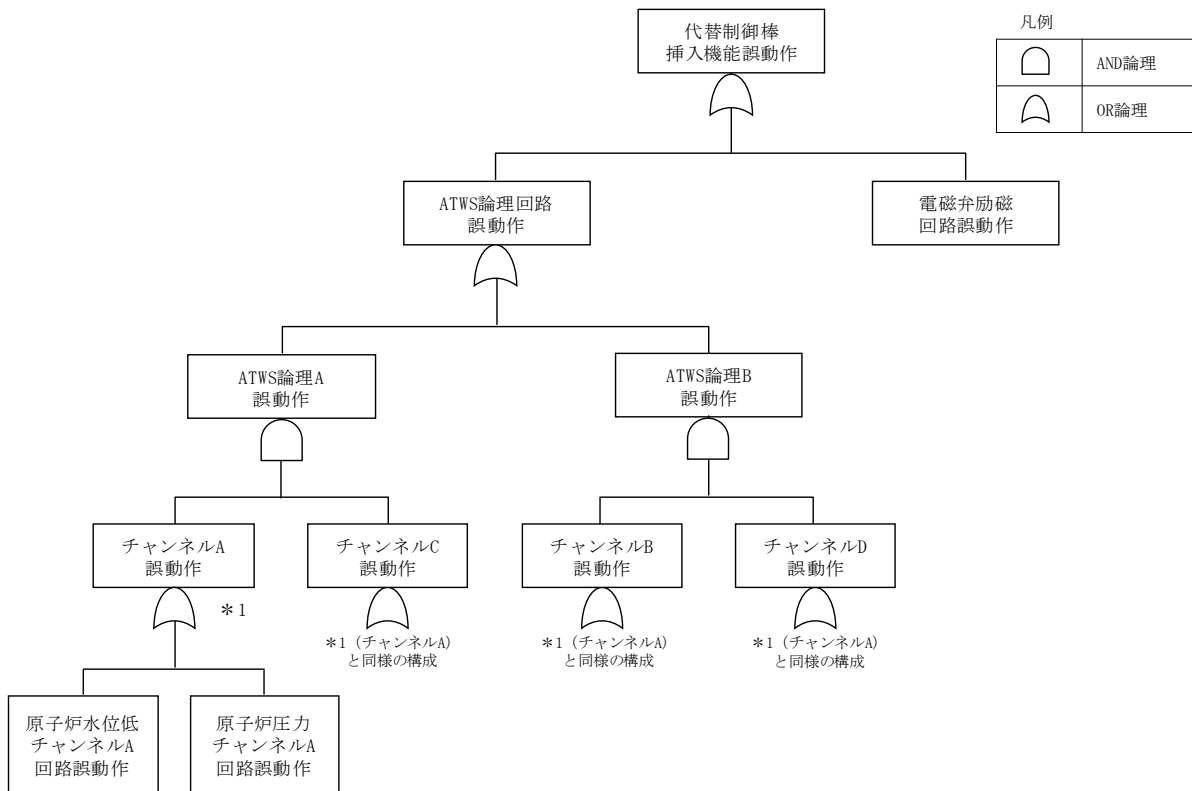 代替制御棒
挿入機能誤動作
凡例
AND論理
OR論理
ATWS論理回路
誤動作
電磁弁励磁
回路誤動作
ATWS論理A
誤動作
ATWS論理B
誤動作
チャンネルA
誤動作
チャンネルC
誤動作
チャンネルB
誤動作
チャンネルD
誤動作
＊1
＊1 (チャンネルA)
と同様の構成
＊1 (チャンネルA)
と同様の構成
＊1 (チャンネルA)
と同様の構成
原子炉水位低
チャンネルA
回路誤動作
原子炉圧力
チャンネルA
回路誤動作